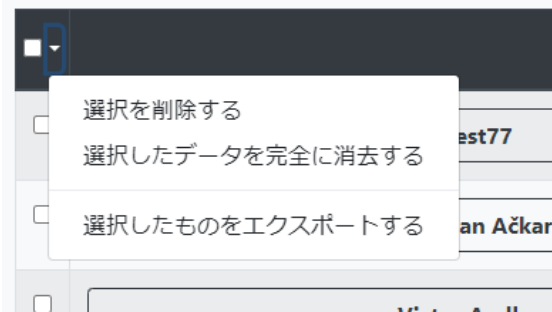 選択を削除する
選択したデータを完全に消去する
選択したものをエクスポートする
est77
an Ačkar